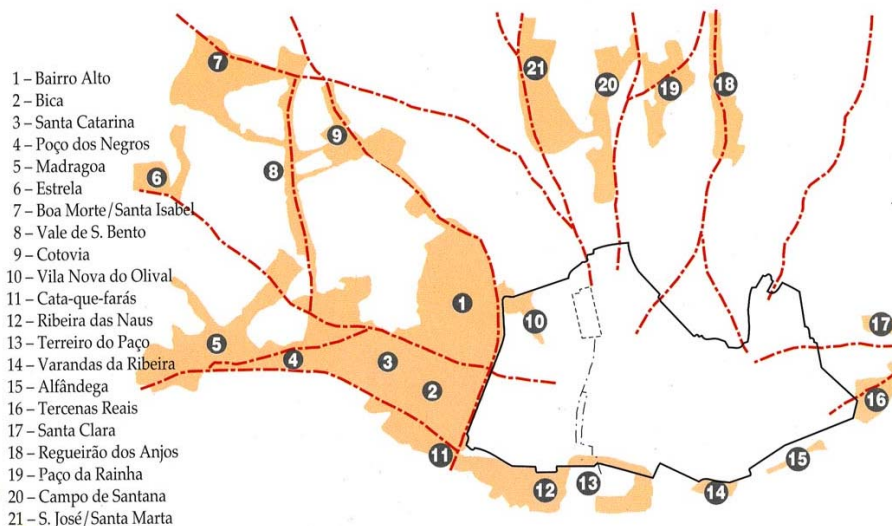 1 – Bairro Alto
2 – Bica
3 – Santa Catarina
4 – Poço dos Negros
5 – Madragoa
6 – Estrela
7 – Boa Morte/Santa Isabel
8 – Vale de S. Bento
9 – Cotovia
10 – Vila Nova do Olival
11 – Cata-que-farás
12 – Ribeira das Naus
13 – Terreiro do Paço
14 – Varandas da Ribeira
15 – Alfândega
16 – Tercenas Reais
17 – Santa Clara
18 – Regueirão dos Anjos
19 – Paço da Rainha
20 – Campo de Santana
21 – S. José/Santa Marta
7
21
20
19
18
9
8
6
1
10
17
5
4
3
2
16
11
12
13
14
15